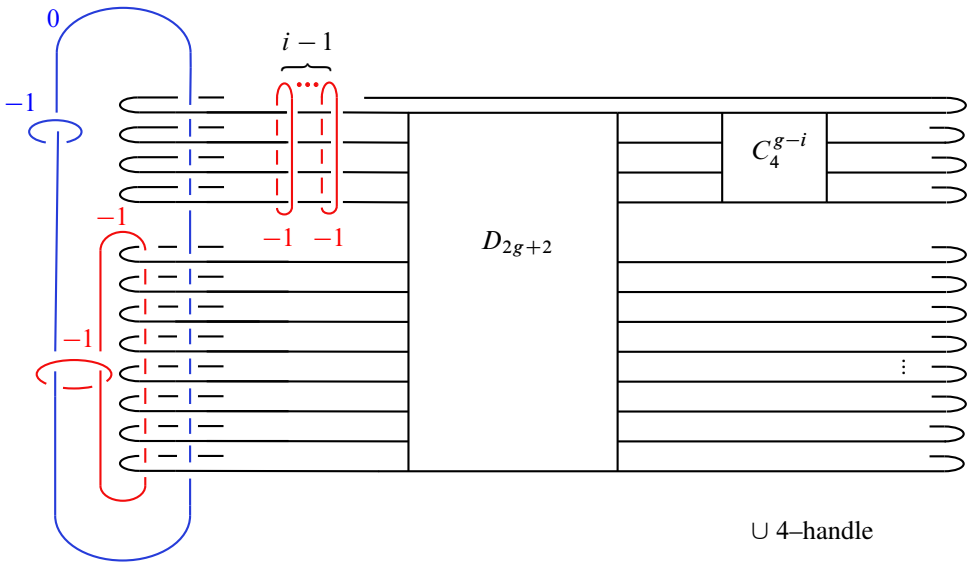 0
i − 1
−1
C_4^{g−i}
−1
−1 −1
D_{2g+2}
−1
∪ 4–handle